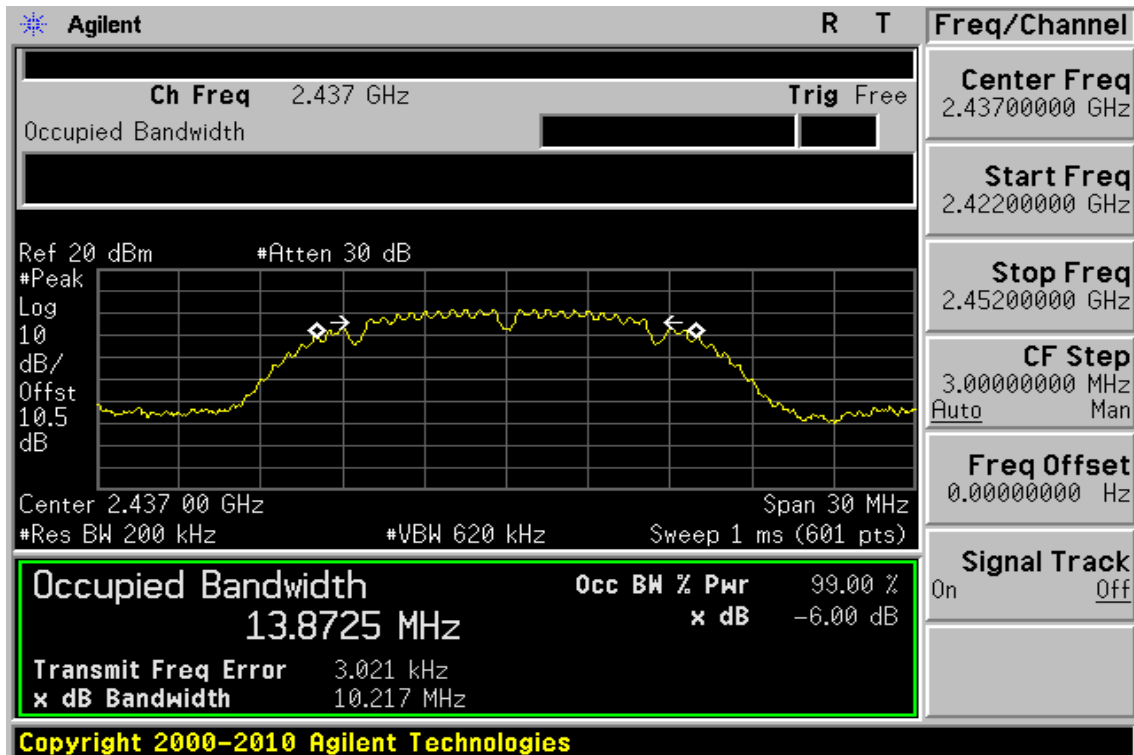 Agilent R T
Ch Freq 2.437 GHz Trig Free
Occupied Bandwidth
Ref 20 dBm #Atten 30 dB
#Peak
Log
10
dB/
Offst
10.5
dB
Center 2.437 00 GHz Span 30 MHz
#Res BW 200 kHz #VBW 620 kHz Sweep 1 ms (601 pts)
Occupied Bandwidth Occ BW % Pwr 99.00 %
13.8725 MHz x dB -6.00 dB
Transmit Freq Error 3.021 kHz
x dB Bandwidth 10.217 MHz
Copyright 2000-2010 Agilent Technologies
Freq/Channel
Center Freq
2.43700000 GHz
Start Freq
2.42200000 GHz
Stop Freq
2.45200000 GHz
CF Step
3.00000000 MHz
Auto Man
Freq Offset
0.00000000 Hz
Signal Track
On Off